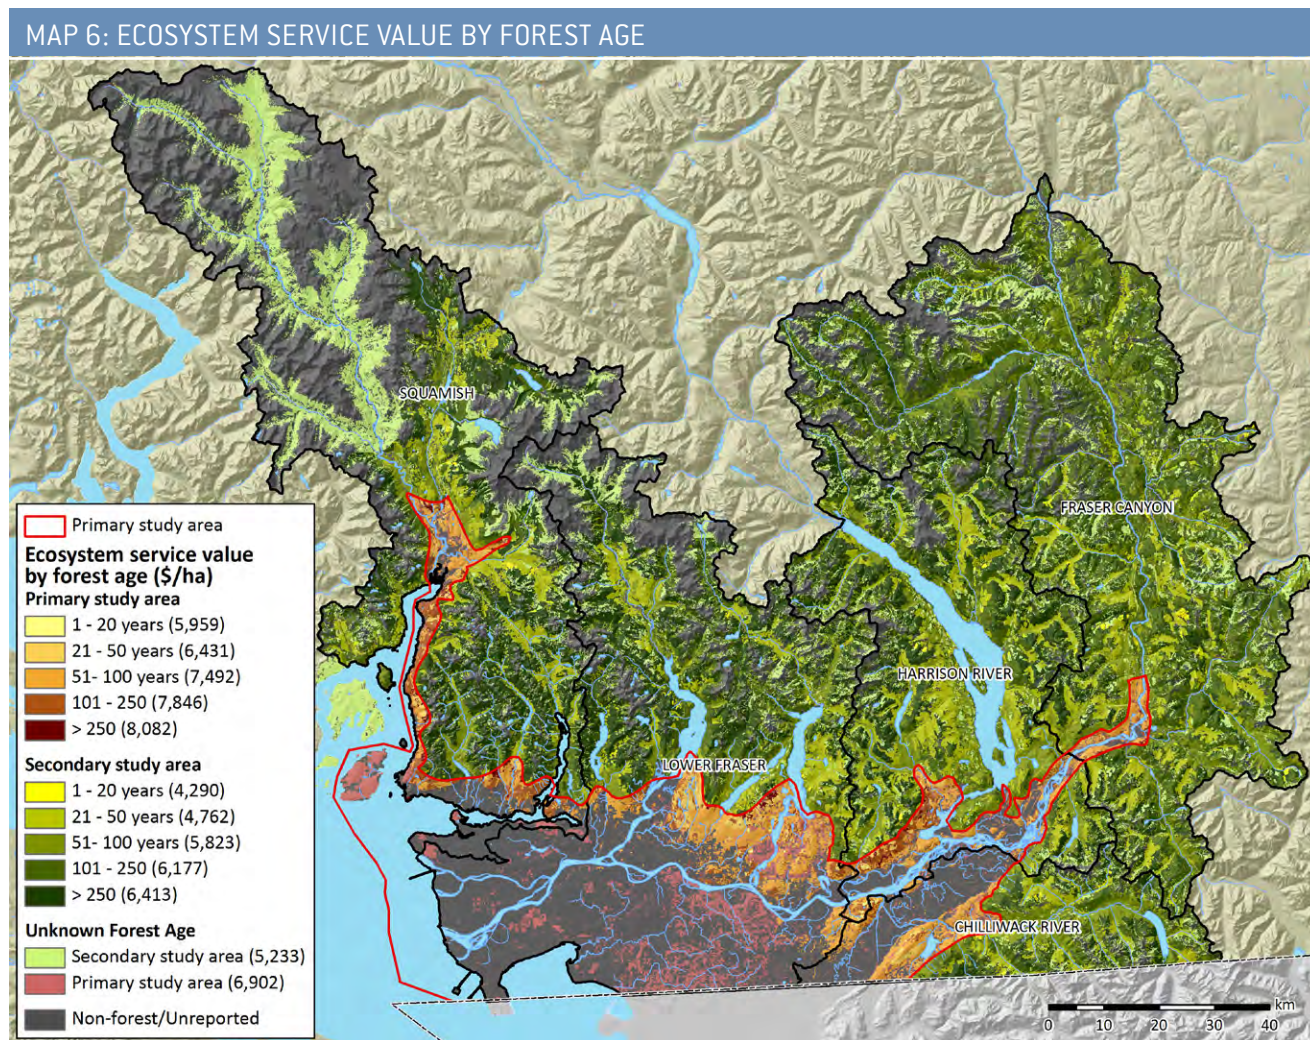 MAP 6: ECOSYSTEM SERVICE VALUE BY FOREST AGE
SQUAMISH
FRASER CANYON
HARRISON RIVER
LOWER FRASER
CHILLIWACK RIVER
Primary study area
Ecosystem service value
by forest age ($/ha)
Primary study area
1 - 20 years (5,959)
21 - 50 years (6,431)
51- 100 years (7,492)
101 - 250 (7,846)
> 250 (8,082)
Secondary study area
1 - 20 years (4,290)
21 - 50 years (4,762)
51- 100 years (5,823)
101 - 250 (6,177)
> 250 (6,413)
Unknown Forest Age
Secondary study area (5,233)
Primary study area (6,902)
Non-forest/Unreported
km
0 10 20 30 40